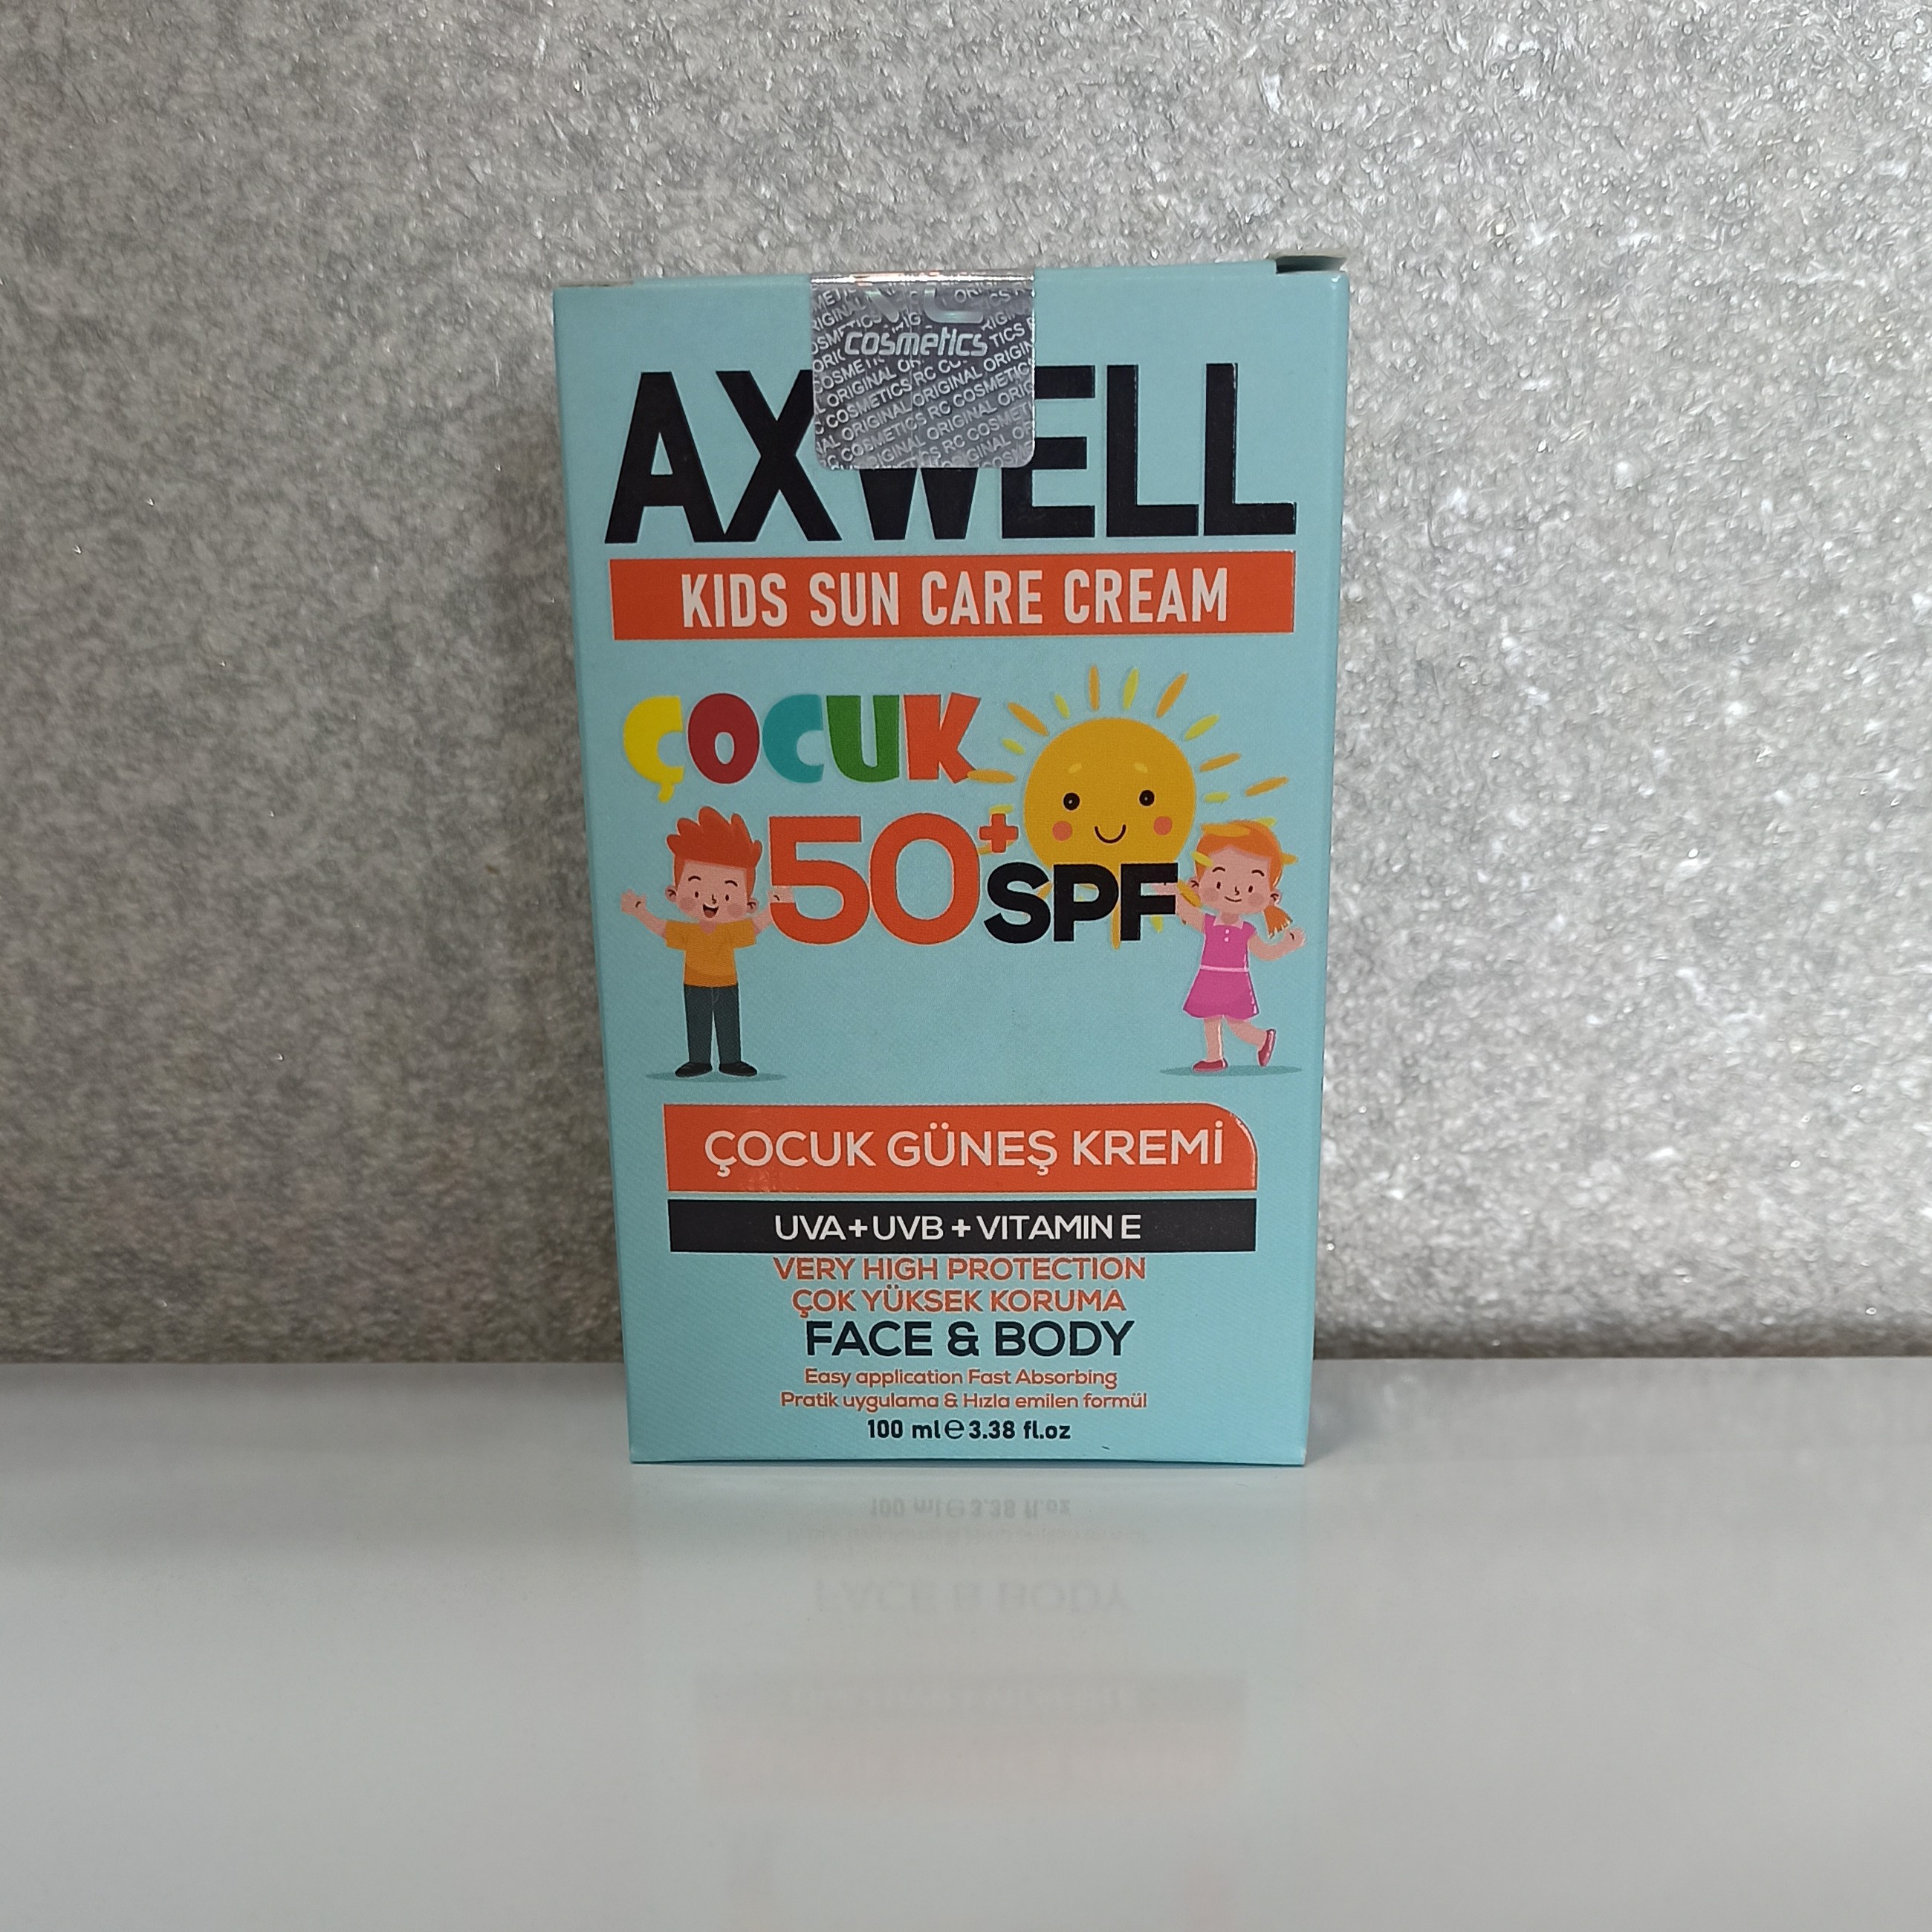 cosmetics
AXWELL
KIDS SUN CARE CREAM
ÇOCUK
50+ SPF
ÇOCUK GÜNEŞ KREMİ
UVA+UVB + VITAMIN E
VERY HIGH PROTECTION
ÇOK YÜKSEK KORUMA
FACE & BODY
Easy application Fast Absorbing
Pratik uygulama & Hızla emilen formül
100 ml ℮ 3.38 fl.oz